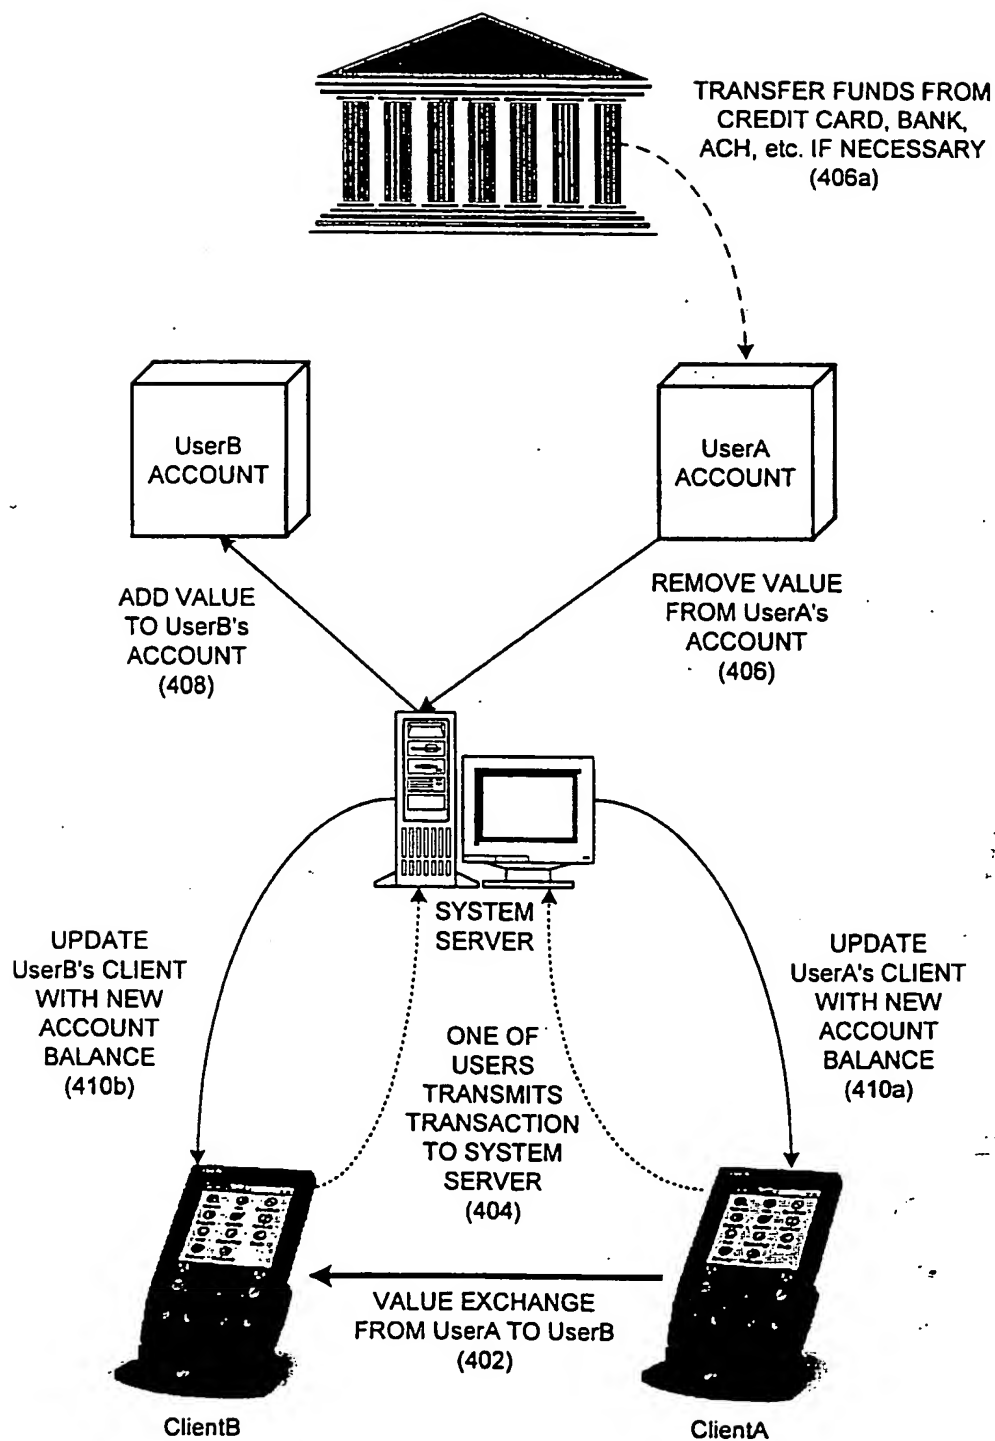 TRANSFER FUNDS FROM
CREDIT CARD, BANK,
ACH, etc. IF NECESSARY
(406a)
UserB
ACCOUNT
UserA
ACCOUNT
ADD VALUE
TO UserB's
ACCOUNT
(408)
REMOVE VALUE
FROM UserA's
ACCOUNT
(406)
SYSTEM
SERVER
UPDATE
UserB's CLIENT
WITH NEW
ACCOUNT
BALANCE
(410b)
ONE OF
USERS
TRANSMITS
TRANSACTION
TO SYSTEM
SERVER
(404)
UPDATE
UserA's CLIENT
WITH NEW
ACCOUNT
BALANCE
(410a)
VALUE EXCHANGE
FROM UserA TO UserB
(402)
ClientB
ClientA